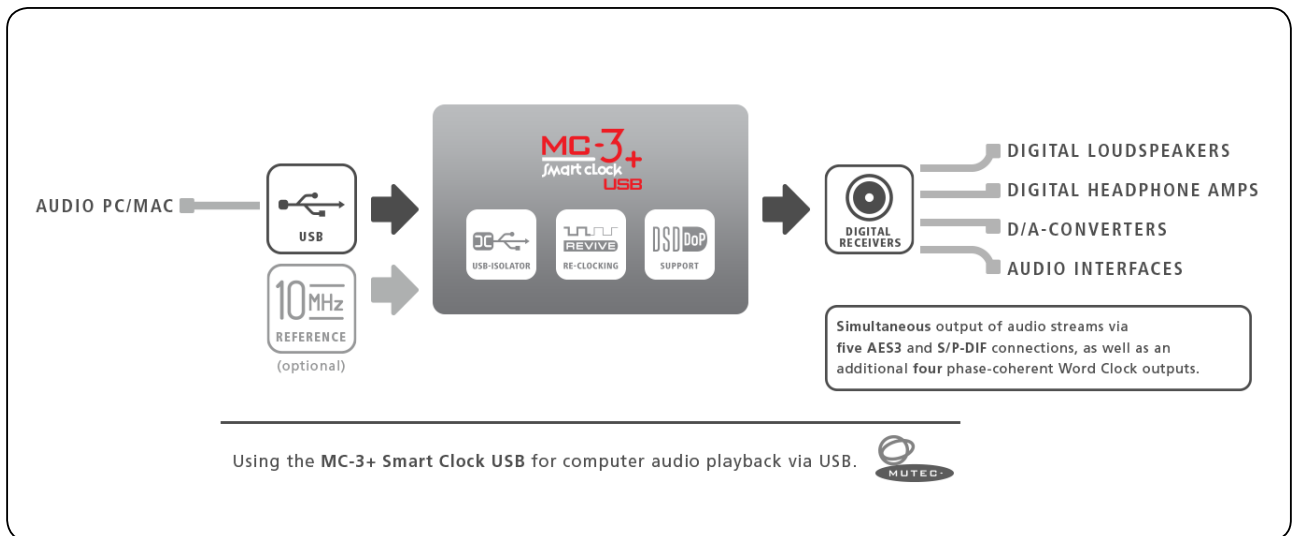 AUDIO PC/MAC
USB
10 MHz
REFERENCE
(optional)
MC-3+
smart clock
USB
USB-ISOLATOR
REVIVE
RE-CLOCKING
DSD DoP
SUPPORT
DIGITAL
RECEIVERS
DIGITAL LOUDSPEAKERS
DIGITAL HEADPHONE AMPS
D/A-CONVERTERS
AUDIO INTERFACES
Simultaneous output of audio streams via
five AES3 and S/P-DIF connections, as well as an
additional four phase-coherent Word Clock outputs.
Using the MC-3+ Smart Clock USB for computer audio playback via USB.
MUTEC